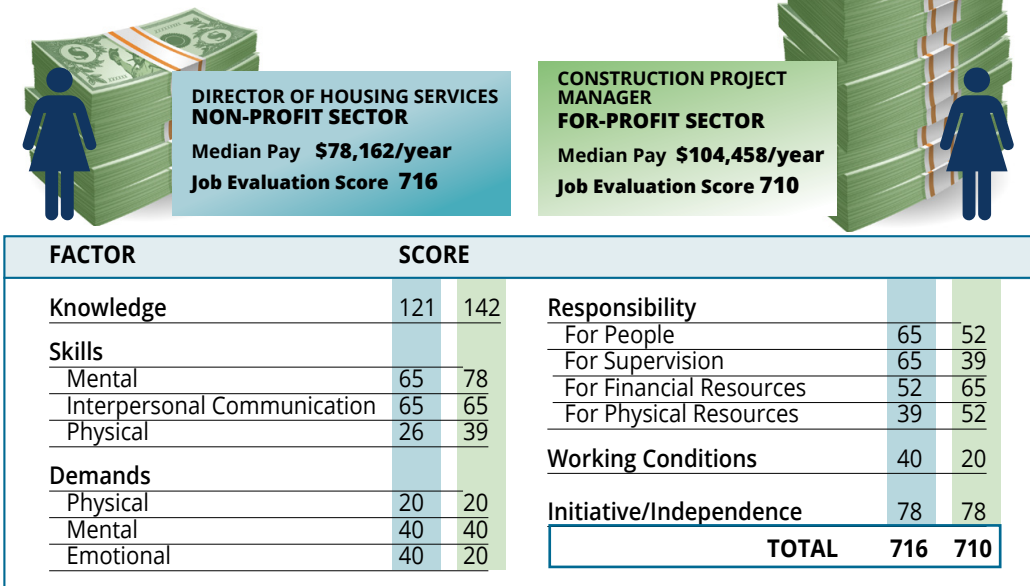 DIRECTOR OF HOUSING SERVICES
NON-PROFIT SECTOR
Median Pay $78,162/year
Job Evaluation Score 716
CONSTRUCTION PROJECT
MANAGER
FOR-PROFIT SECTOR
Median Pay $104,458/year
Job Evaluation Score 710
FACTOR SCORE
Knowledge 121 142
Skills
Mental 65 78
Interpersonal Communication 65 65
Physical 26 39
Demands
Physical 20 20
Mental 40 40
Emotional 40 20
Responsibility
For People 65 52
For Supervision 65 39
For Financial Resources 52 65
For Physical Resources 39 52
Working Conditions 40 20
Initiative/Independence 78 78
TOTAL 716 710